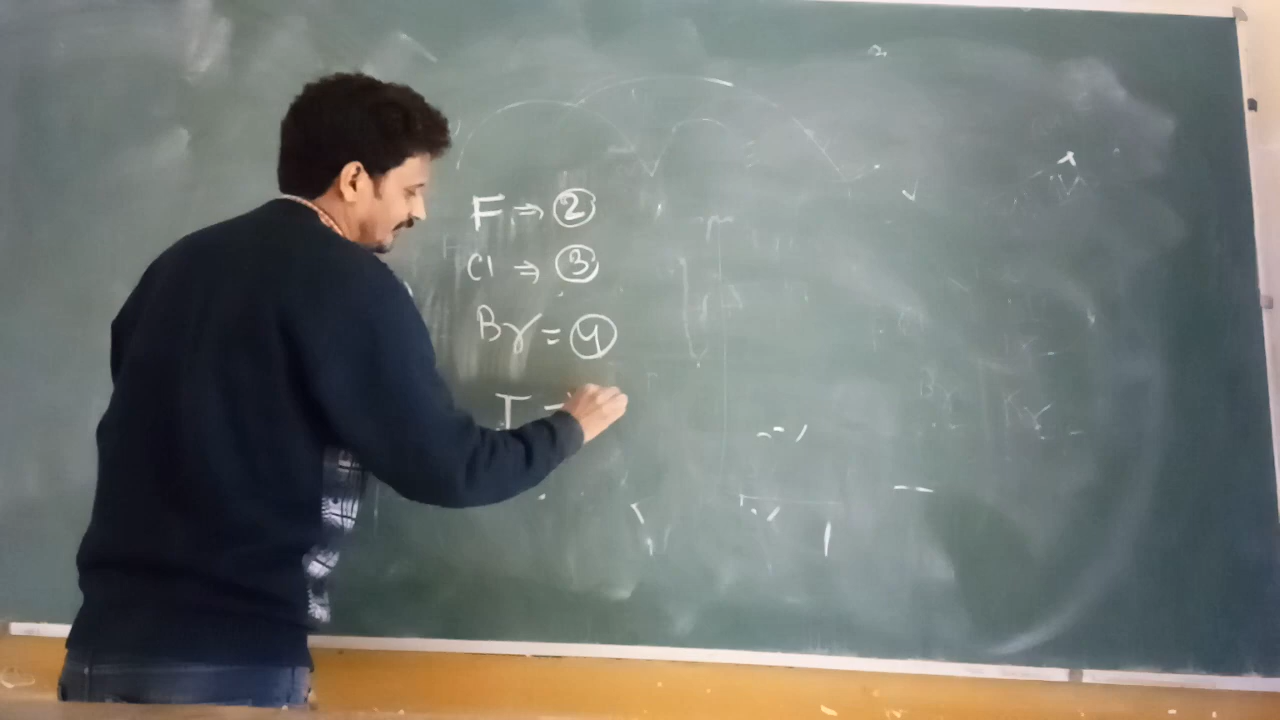 F ⇒ 2
Cl ⇒ 3
Br = 4
I =